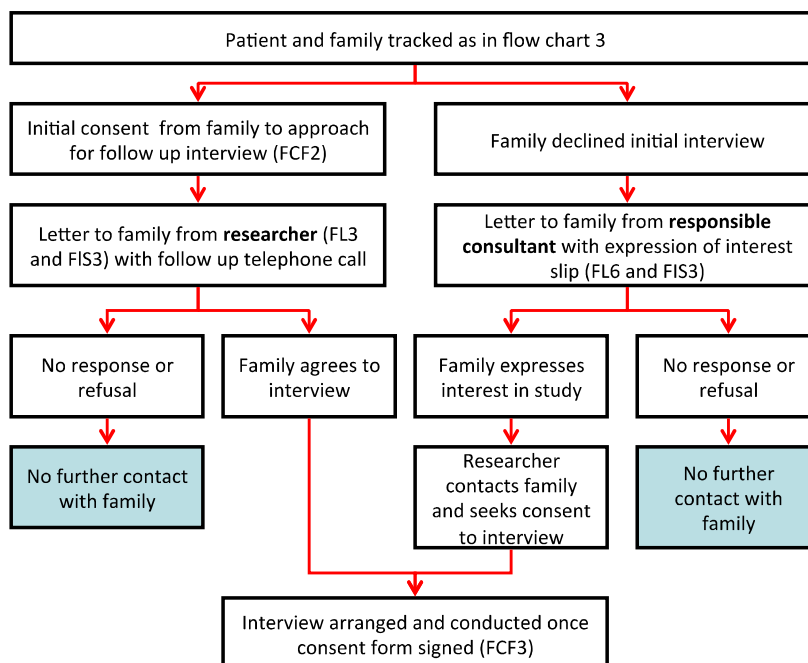 Patient and family tracked as in flow chart 3
Initial consent from family to approach
for follow up interview (FCF2)
Family declined initial interview
Letter to family from researcher (FL3
and FIS3) with follow up telephone call
Letter to family from responsible
consultant with expression of interest
slip (FL6 and FIS3)
No response or
refusal
Family agrees to
interview
Family expresses
interest in study
No response or
refusal
No further contact
with family
Researcher
contacts family
and seeks consent
to interview
No further
contact with
family
Interview arranged and conducted once
consent form signed (FCF3)